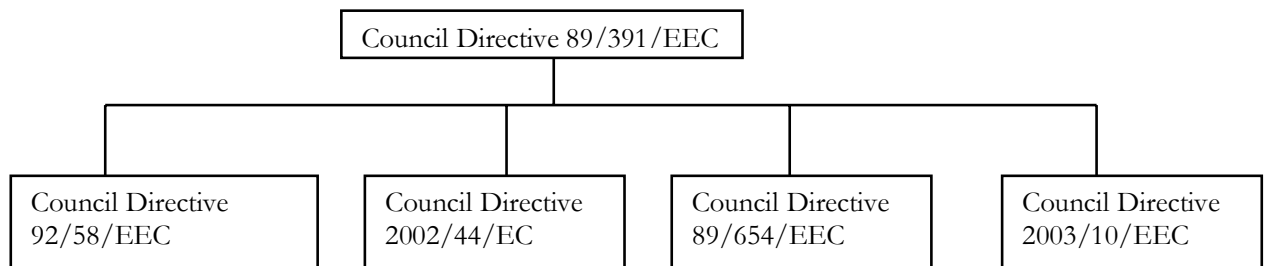 Council Directive 89/391/EEC
Council Directive
92/58/EEC
Council Directive
2002/44/EC
Council Directive
89/654/EEC
Council Directive
2003/10/EEC